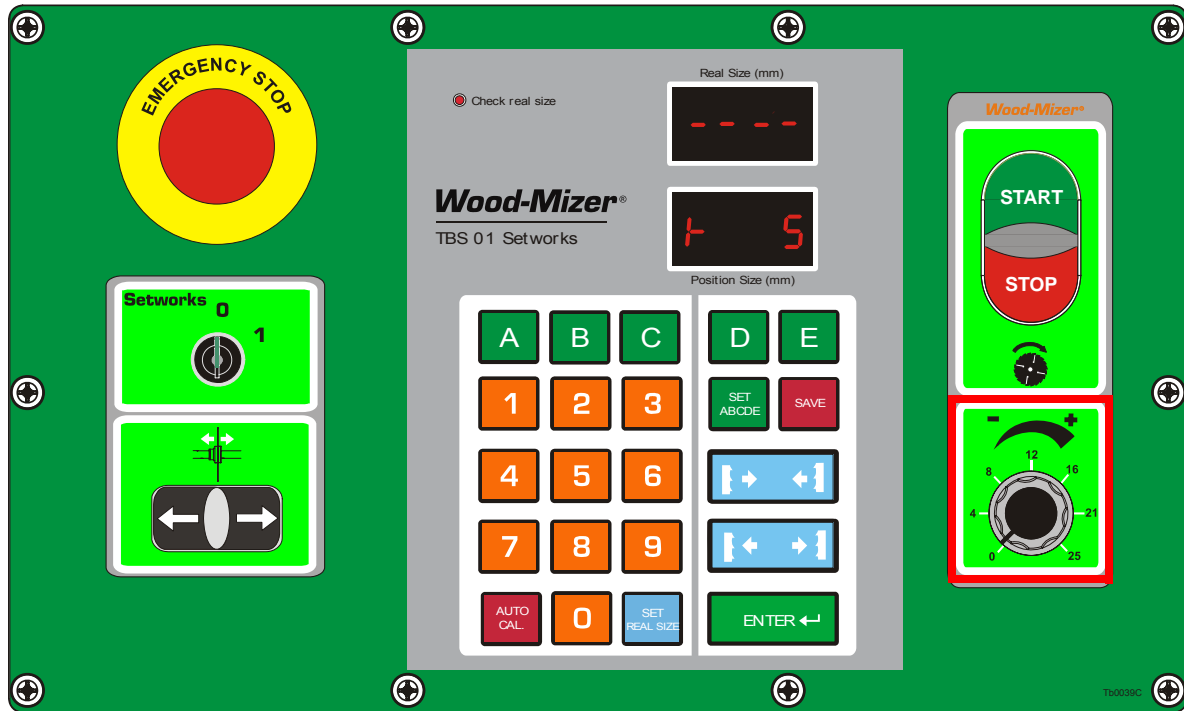 EMERGENCY STOP
Check real size
Real Size (mm)
- - - -
Wood-Mizer®
TBS 01 Setworks
⊢ 5
Position Size (mm)
Setworks
0
1
A B C D E
1 2 3 SET ABCDE SAVE
4 5 6
7 8 9
AUTO CAL. 0 SET REAL SIZE ENTER
Wood-Mizer®
START
STOP
- +
0 4 8 12 16 21 25
Tb0039C